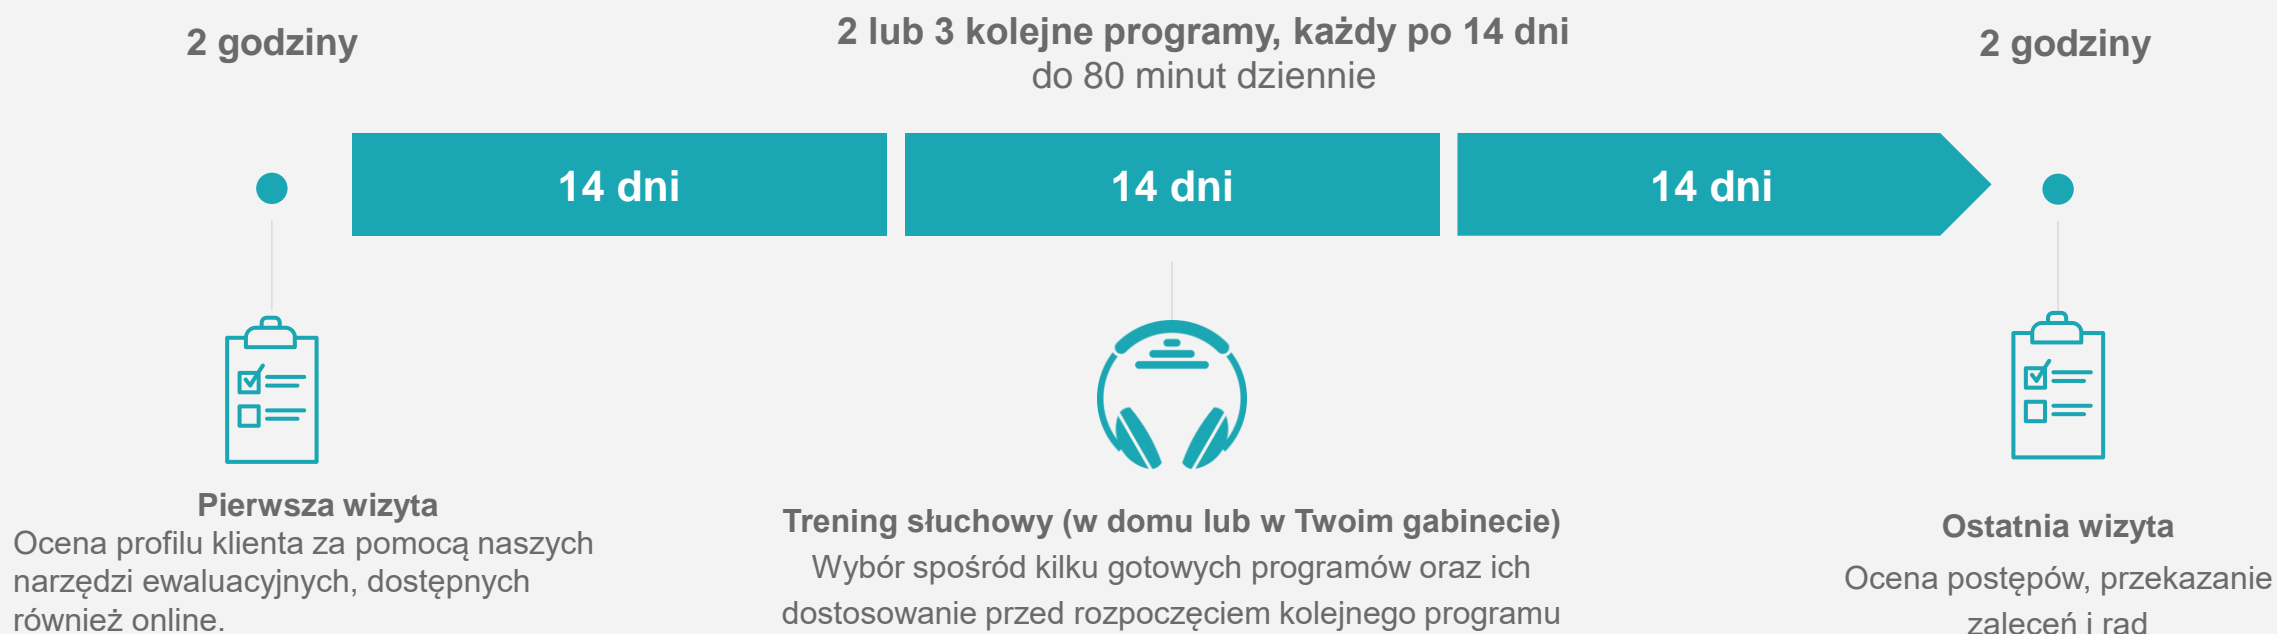 2 godziny
2 lub 3 kolejne programy, każdy po 14 dni
do 80 minut dziennie
2 godziny
14 dni
14 dni
14 dni
Pierwsza wizyta
Ocena profilu klienta za pomocą naszych
narzędzi ewaluacyjnych, dostępnych
również online.
Trening słuchowy (w domu lub w Twoim gabinecie)
Wybór spośród kilku gotowych programów oraz ich
dostosowanie przed rozpoczęciem kolejnego programu
Ostatnia wizyta
Ocena postępów, przekazanie
zaleceń i rad